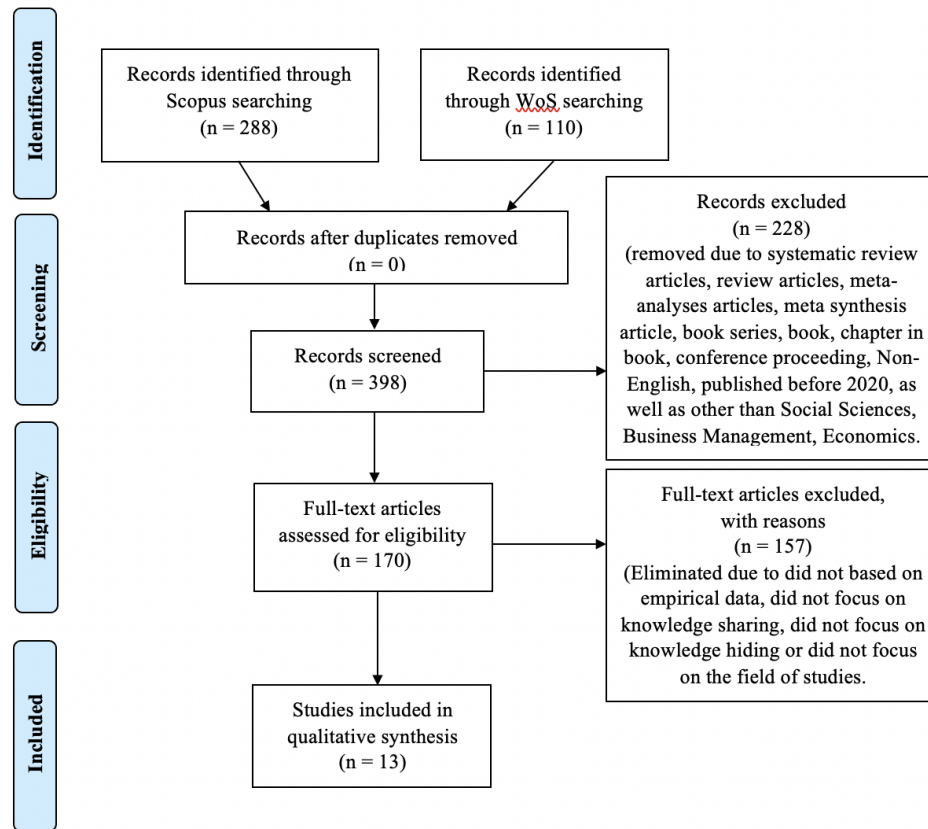 Identification
Records identified through
Scopus searching
(n = 288)
Records identified
through WoS searching
(n = 110)
Screening
Records after duplicates removed
(n = 0)
Records excluded
(n = 228)
(removed due to systematic review
articles, review articles, meta-
analyses articles, meta synthesis
article, book series, book, chapter in
book, conference proceeding, Non-
English, published before 2020, as
well as other than Social Sciences,
Business Management, Economics.
Records screened
(n = 398)
Eligibility
Full-text articles
assessed for eligibility
(n = 170)
Full-text articles excluded,
with reasons
(n = 157)
(Eliminated due to did not based on
empirical data, did not focus on
knowledge sharing, did not focus on
knowledge hiding or did not focus
on the field of studies.
Included
Studies included in
qualitative synthesis
(n = 13)